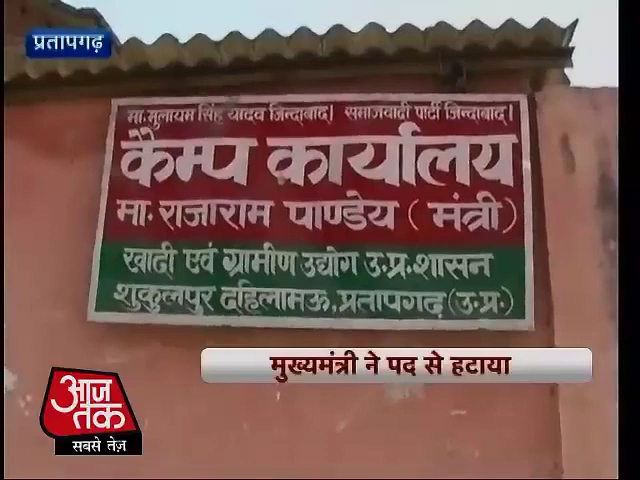 प्रतापगढ़
मा. मुलायम सिंह यादव जिन्दाबाद। समाजवादी पार्टी जिन्दाबाद।
कैम्प कार्यालय
मा. राजाराम पाण्डेय ( मंत्री )
खादी एवं ग्रामीण उद्योग उ.प्र. शासन
शुकुलपुर दहिलामऊ, प्रतापगढ़ (उ.प्र.)
मुख्यमंत्री ने पद से हटाया
आज
तक
सबसे तेज़